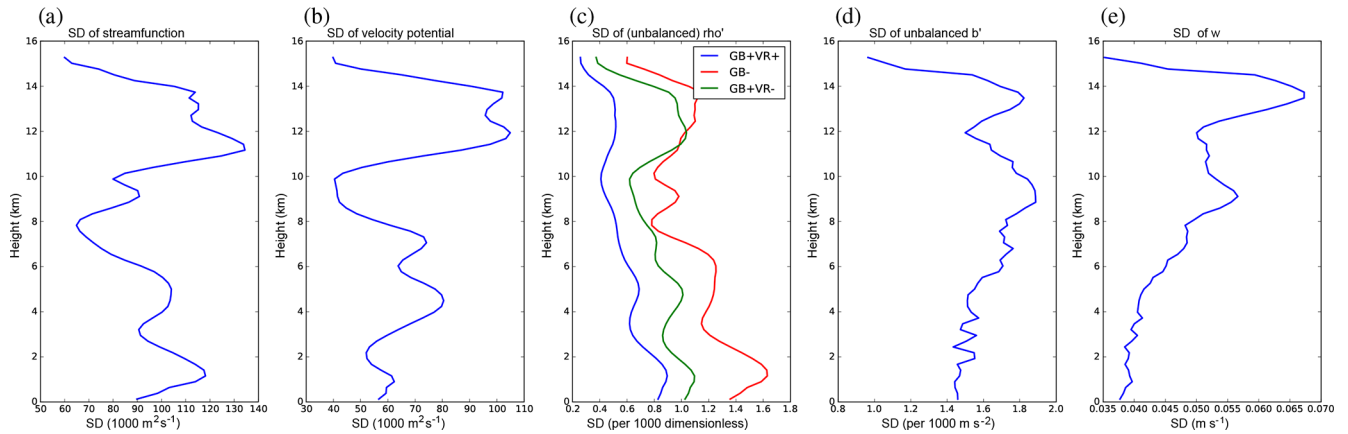 (a) (b) (c) (d) (e)
SD of streamfunction SD of velocity potential SD of (unbalanced) rho' SD of unbalanced b' SD of w
GB+VR+
GB-
GB+VR-
Height (km) Height (km) Height (km) Height (km) Height (km)
16 16 16 16 16
14 14 14 14 14
12 12 12 12 12
10 10 10 10 10
8 8 8 8 8
6 6 6 6 6
4 4 4 4 4
2 2 2 2 2
0 0 0 0 0
50 60 70 80 90 100 110 120 130 140 30 40 50 60 70 80 90 100 110 0.2 0.4 0.6 0.8 1.0 1.2 1.4 1.6 1.8 0.8 1.0 1.2 1.4 1.6 1.8 2.0 0.035 0.040 0.045 0.050 0.055 0.060 0.065 0.070
SD (1000 m²s⁻¹) SD (1000 m²s⁻¹) SD (per 1000 dimensionless) SD (per 1000 m s⁻²) SD (m s⁻¹)